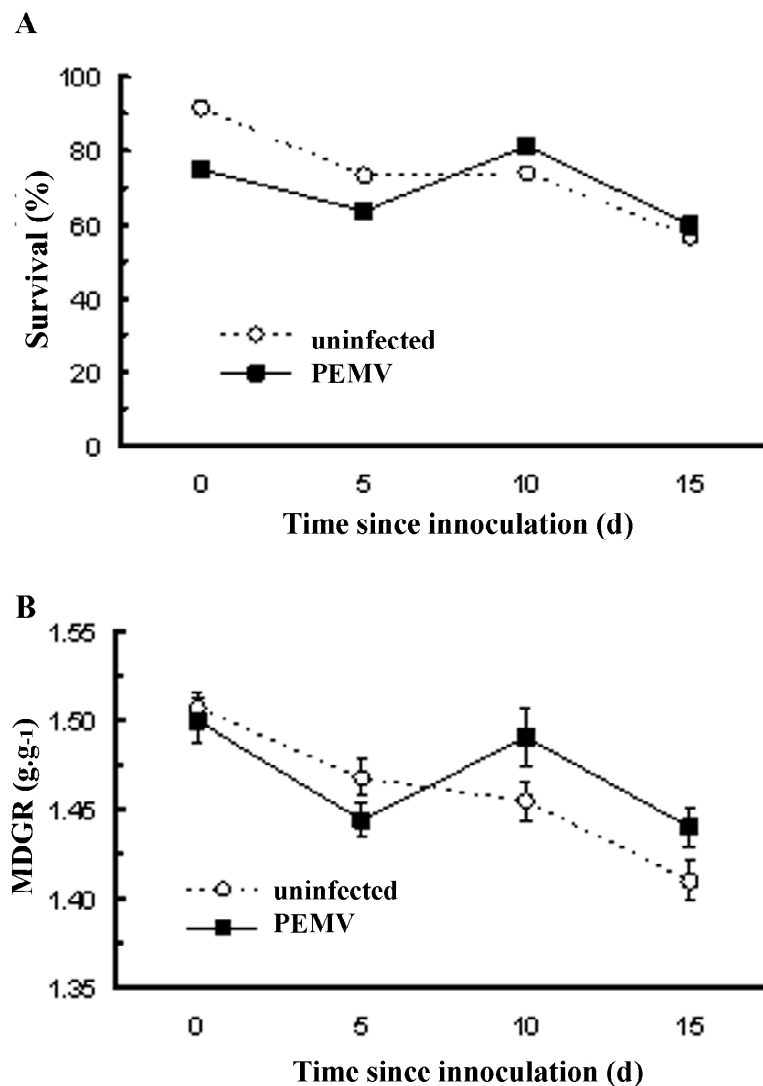 A
100
80
60
40
20
0
Survival (%)
uninfected
PEMV
0 5 10 15
Time since innoculation (d)
B
1.55
1.50
1.45
1.40
1.35
MDGR (g.g-1)
uninfected
PEMV
0 5 10 15
Time since innoculation (d)